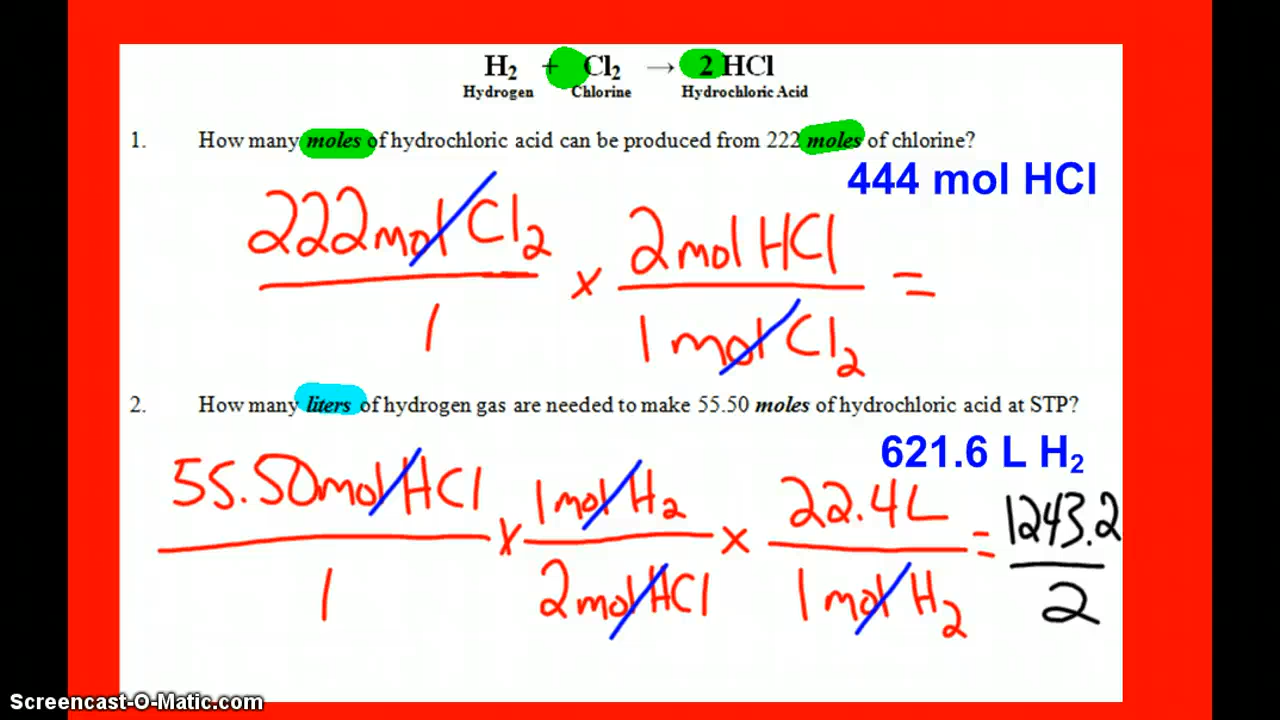 H₂ + Cl₂ → 2 HCl
Hydrogen Chlorine Hydrochloric Acid
1. How many moles of hydrochloric acid can be produced from 222 moles of chlorine?
444 mol HCl
222 mol Cl₂ × 2 mol HCl =
1 1 mol Cl₂
2. How many liters of hydrogen gas are needed to make 55.50 moles of hydrochloric acid at STP?
621.6 L H₂
55.50 mol HCl × 1 mol H₂ × 22.4 L = 1243.2
1 2 mol HCl 1 mol H₂ 2
Screencast-O-Matic.com